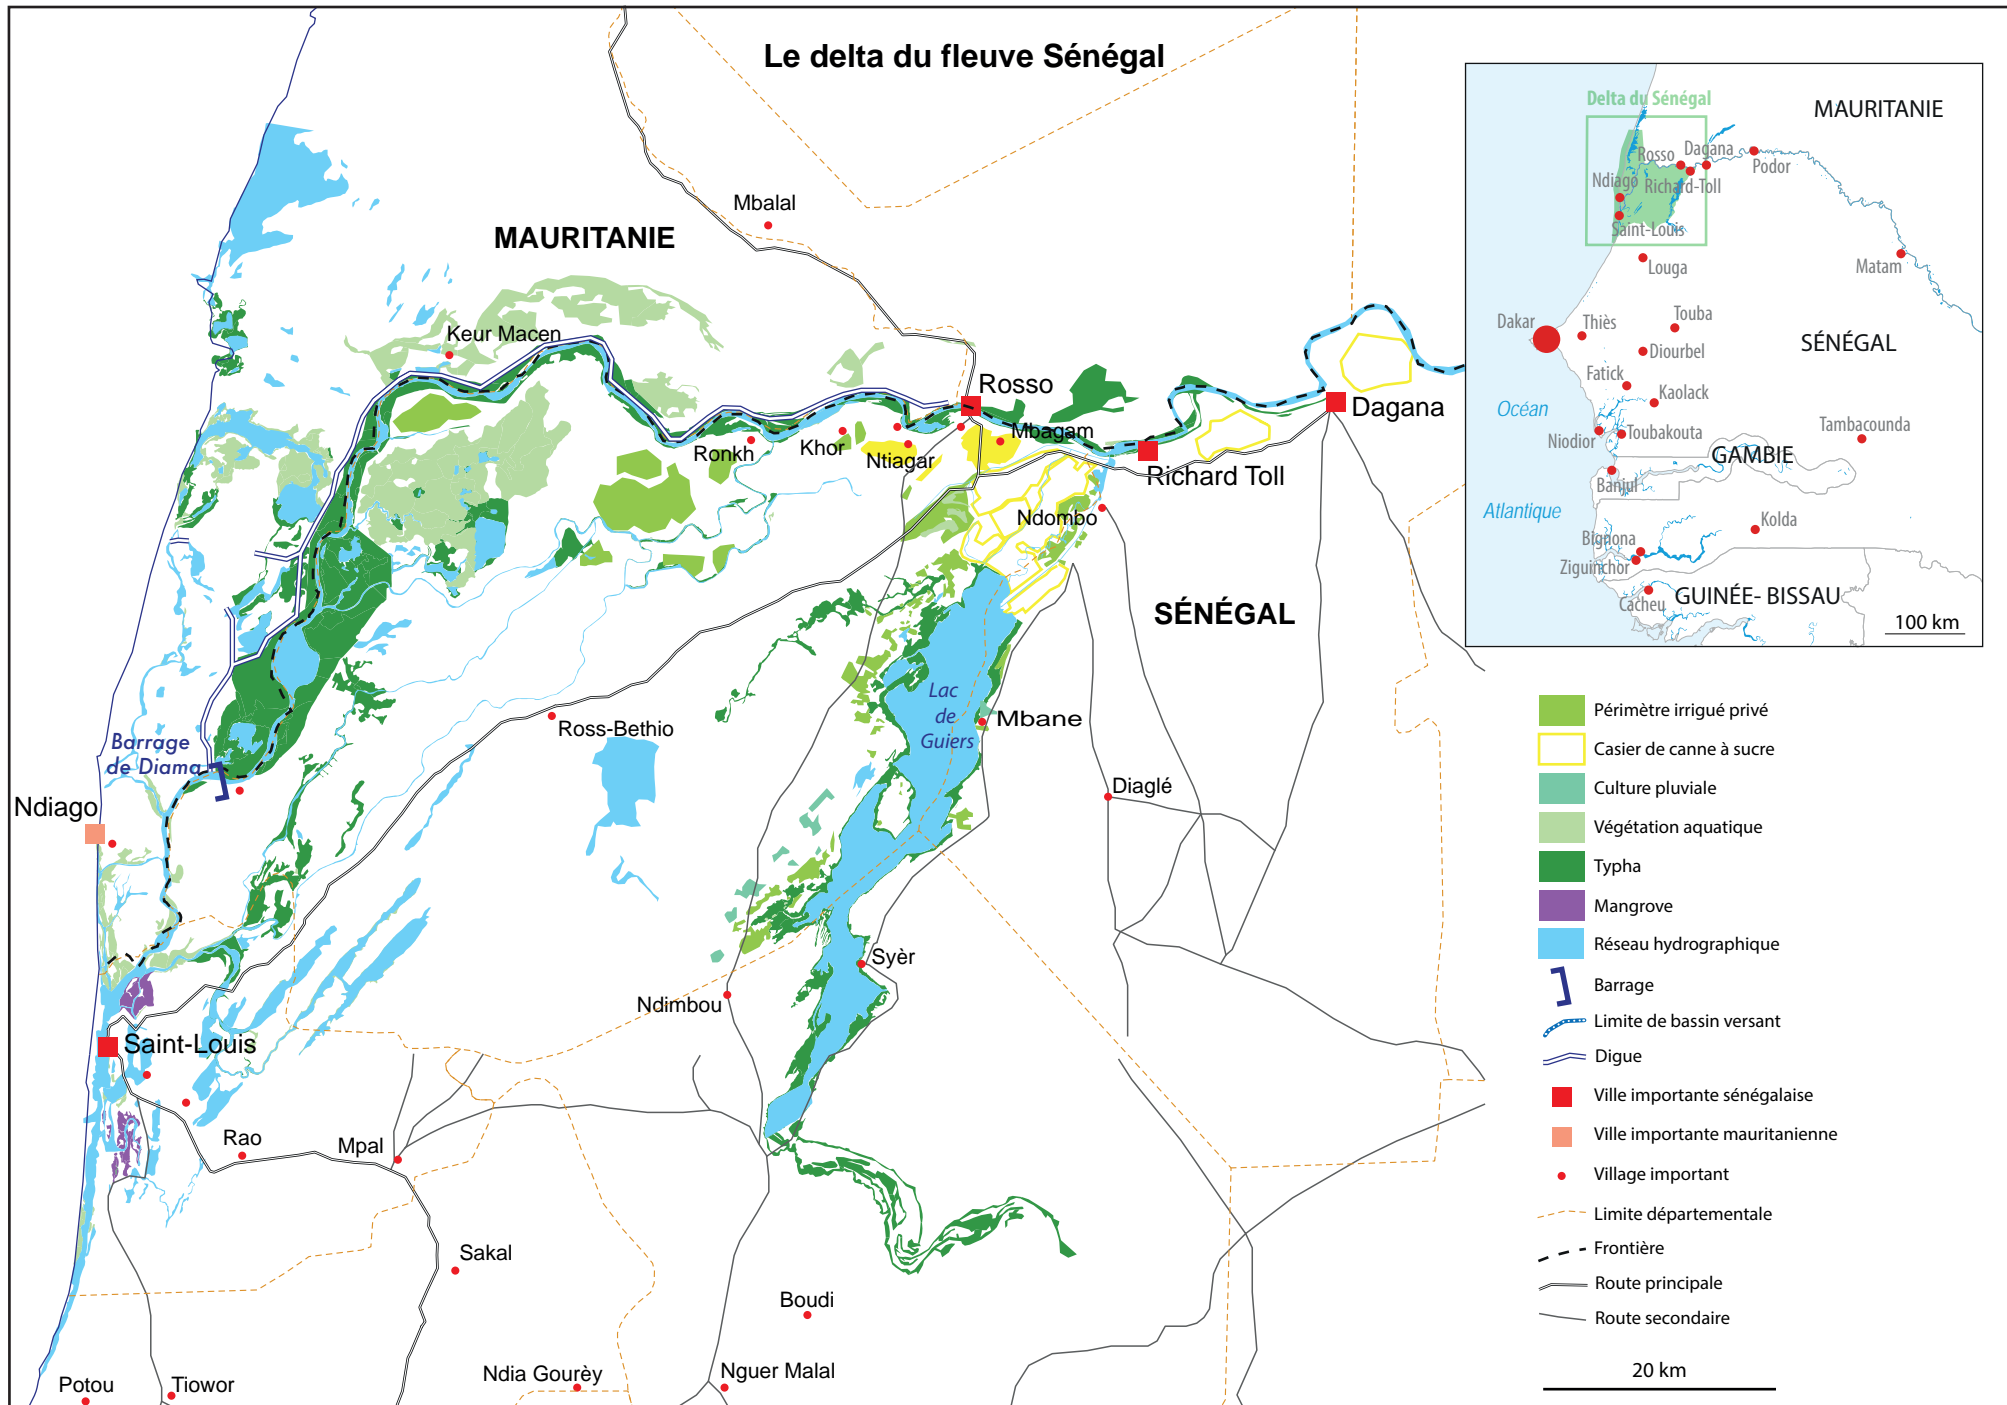 Le delta du fleuve Sénégal
MAURITANIE
Mbalal
Keur Macen
Rosso
Dagana
Mbagam
Ronkh
Khor
Ntiagar
Richard Toll
Ndombo
SÉNÉGAL
Lac
de
Guiers
Mbane
Ross-Bethio
Barrage
de Diama
Ndiago
Diaglé
Syèr
Ndimbou
Saint-Louis
Rao
Mpal
Sakal
Boudi
Ndia Gourèy
Nguer Malal
Potou
Tiowor
Delta du Sénégal
MAURITANIE
Rosso
Dagana
Podor
Ndiago
Richard-Toll
Saint-Louis
Louga
Matam
Dakar
Thiès
Touba
Diourbel
SÉNÉGAL
Fatick
Kaolack
Océan
Niodior
Toubakouta
Tambacounda
GAMBIE
Banjul
Atlantique
Kolda
Bignona
Ziguinchor
Cacheu
GUINÉE- BISSAU
100 km
Périmètre irrigué privé
Casier de canne à sucre
Culture pluviale
Végétation aquatique
Typha
Mangrove
Réseau hydrographique
Barrage
Limite de bassin versant
Digue
Ville importante sénégalaise
Ville importante mauritanienne
Village important
Limite départementale
Frontière
Route principale
Route secondaire
20 km